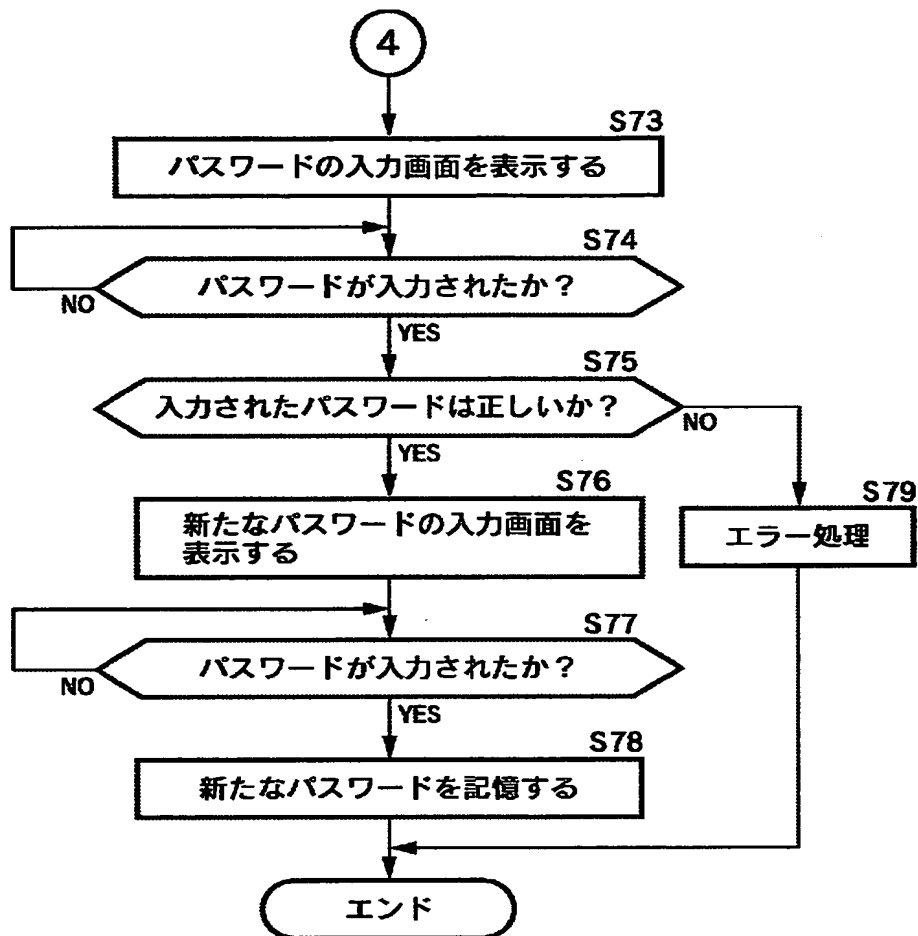 4
S73
パスワードの入力画面を表示する
S74
パスワードが入力されたか？
NO
YES
S75
入力されたパスワードは正しいか？
NO
YES
S76
新たなパスワードの入力画面を
表示する
S79
エラー処理
S77
パスワードが入力されたか？
NO
YES
S78
新たなパスワードを記憶する
エンド